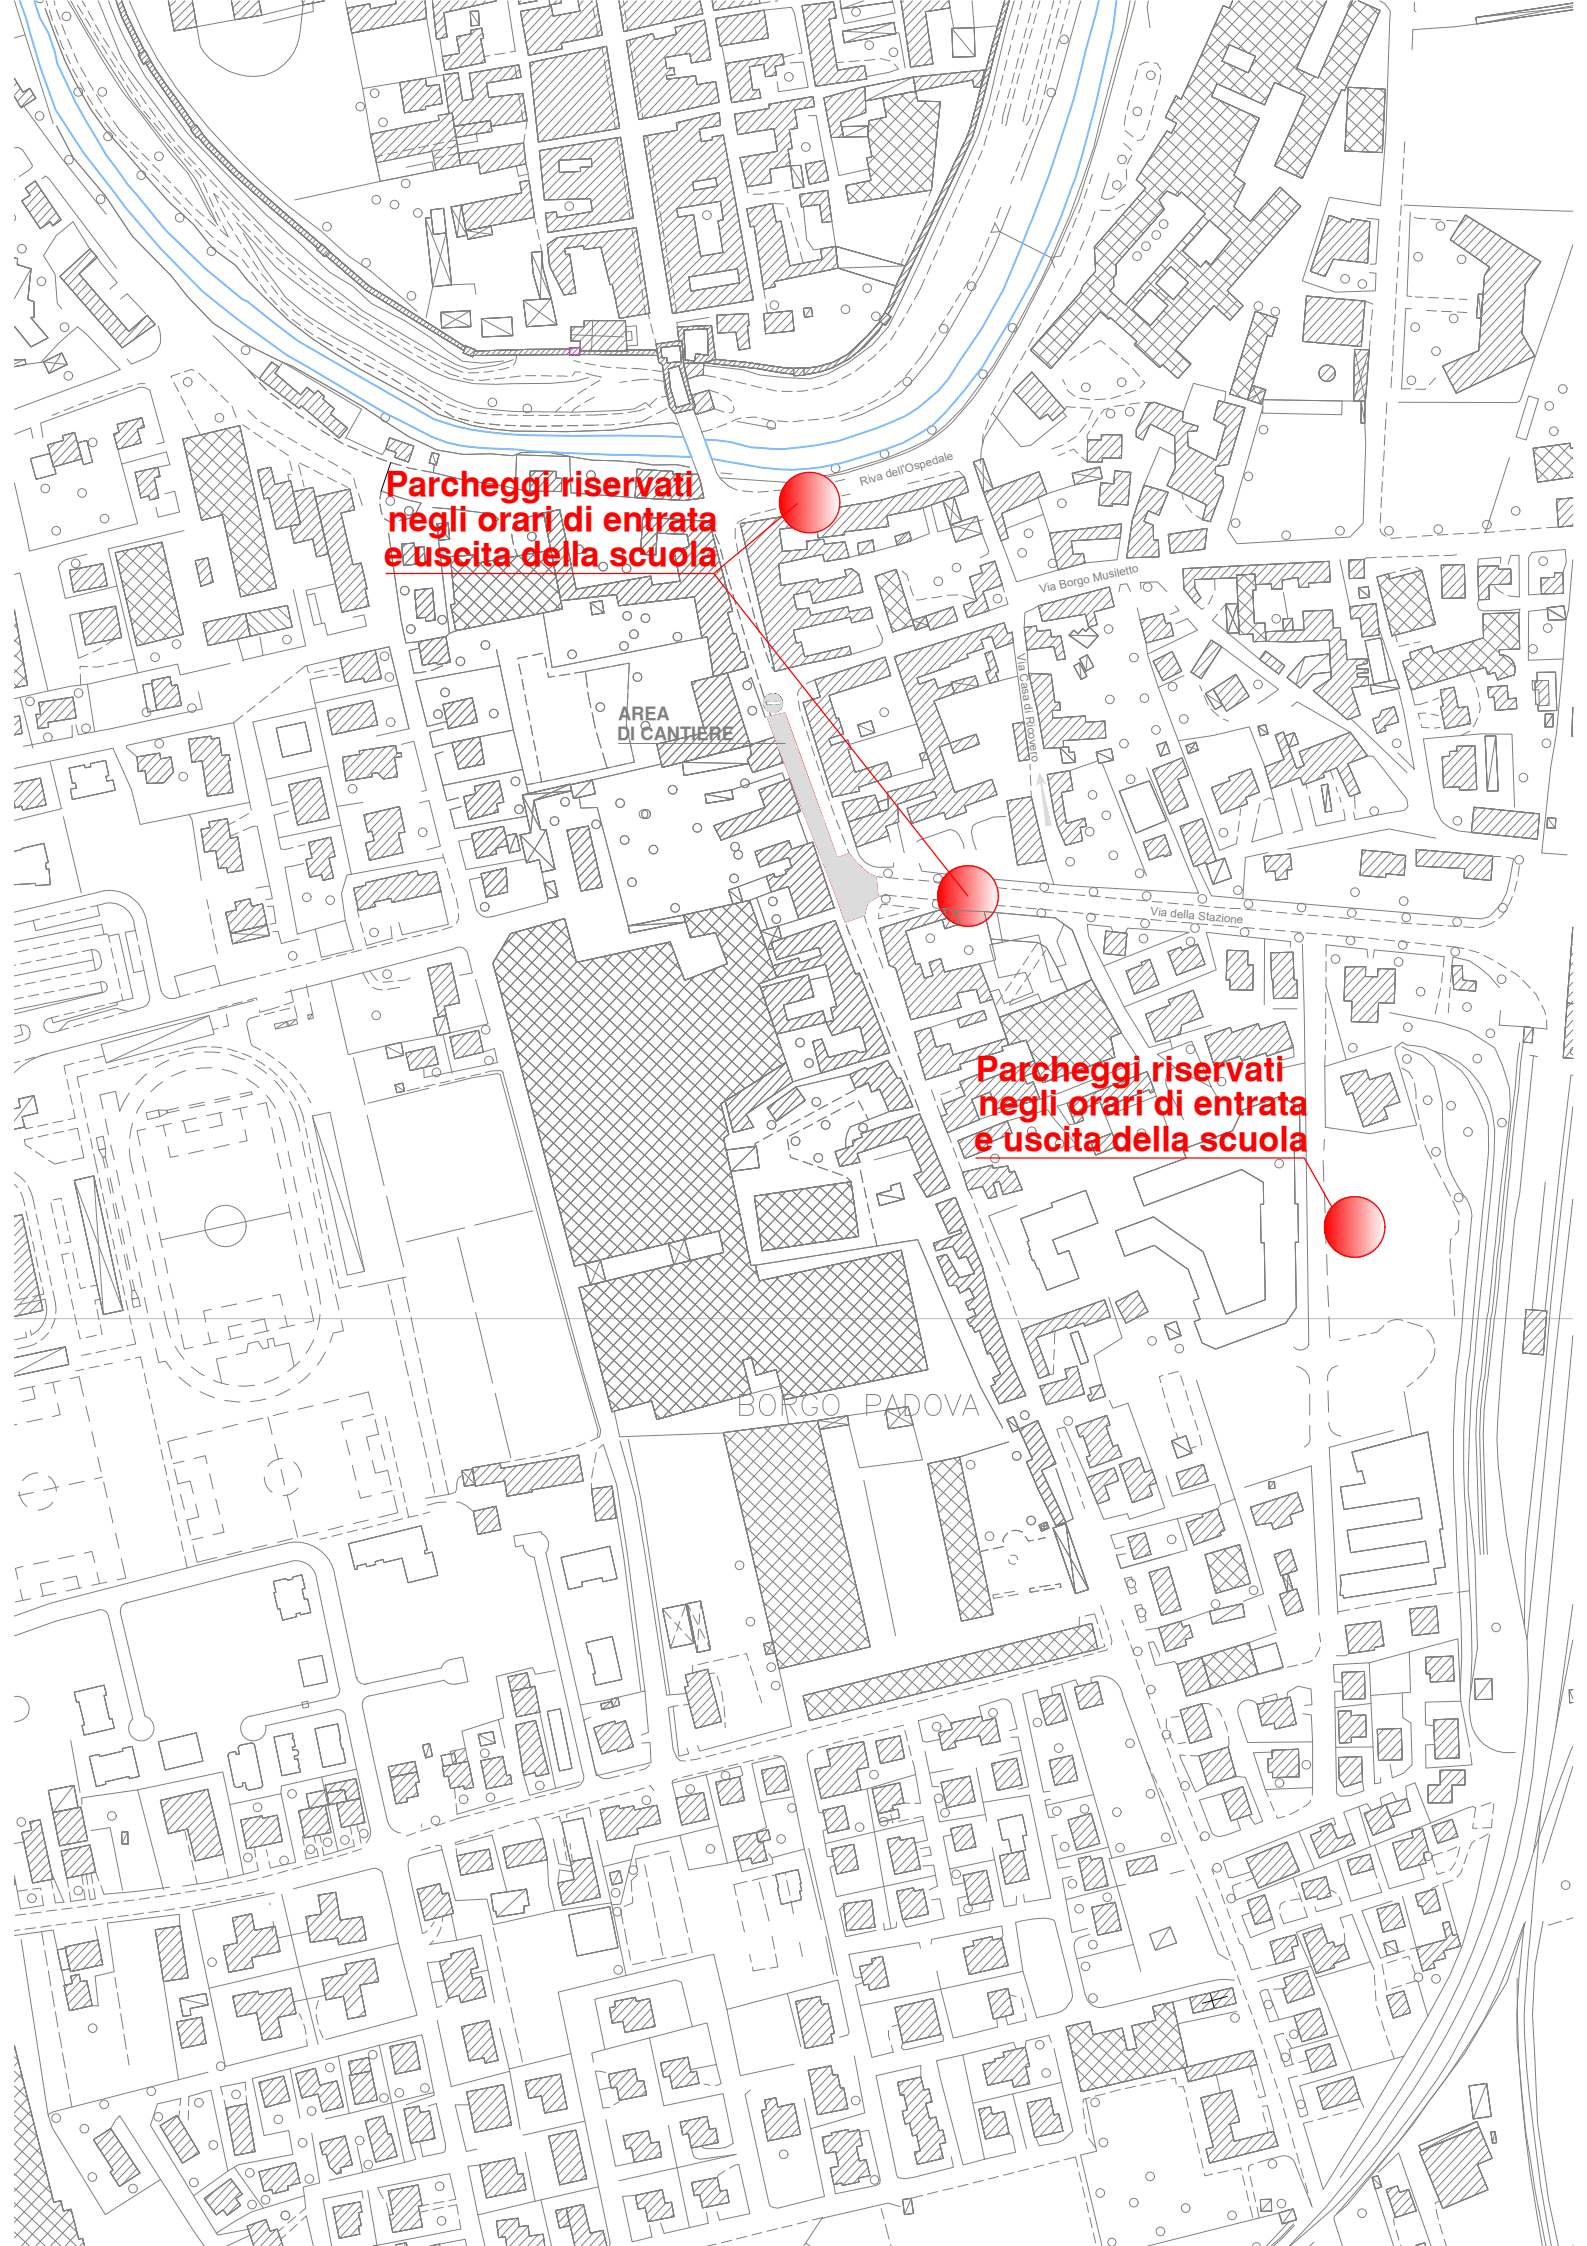 Riva dell'Ospedale
Parcheggi riservati
negli orari di entrata
e uscita della scuola
Via Borgo Musiletto
Via Casa di Ricovero
AREA
DI CANTIERE
Via della Stazione
Parcheggi riservati
negli orari di entrata
e uscita della scuola
BORGO PADOVA